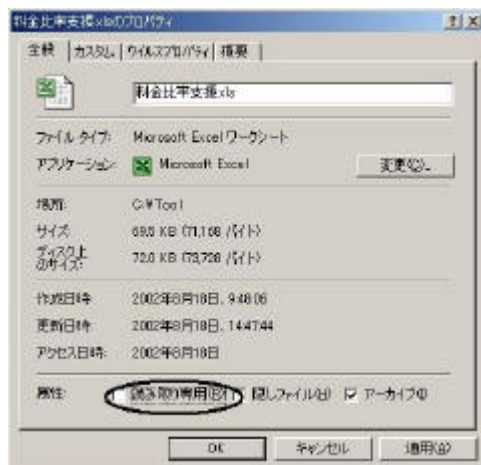 料金比率支援.xlsのプロパティ
全般 カスタム ウイルスプロパティ 概要
料金比率支援.xls
ファイル タイプ: Microsoft Excel ワークシート
アプリケーション: Microsoft Excel 変更(C)...
場所: C:¥Tool
サイズ: 69.5 KB (71,168 バイト)
ディスク上
のサイズ: 72.0 KB (73,728 バイト)
作成日時: 2002年8月18日、9:48:06
更新日時: 2002年8月18日、14:47:44
アクセス日時: 2002年8月18日
属性: 読み取り専用(R) 隠しファイル(H) アーカイブ(I)
OK キャンセル 適用(A)